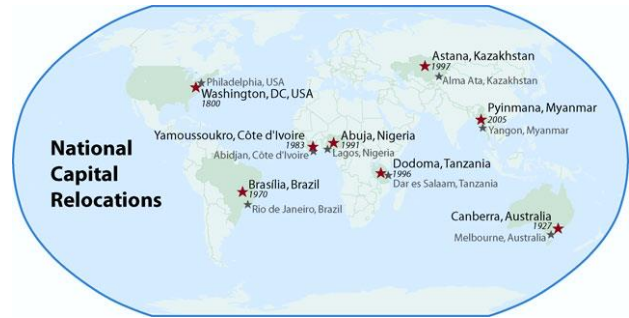 National
Capital
Relocations
Philadelphia, USA
Washington, DC, USA
1800
Astana, Kazakhstan
1997
Alma Ata, Kazakhstan
Pyinmana, Myanmar
2005
Yangon, Myanmar
Yamoussoukro, Côte d'Ivoire
1983
Abidjan, Côte d'Ivoire
Abuja, Nigeria
1991
Lagos, Nigeria
Dodoma, Tanzania
1996
Dar es Salaam, Tanzania
Brasília, Brazil
1970
Rio de Janeiro, Brazil
Canberra, Australia
1927
Melbourne, Australia